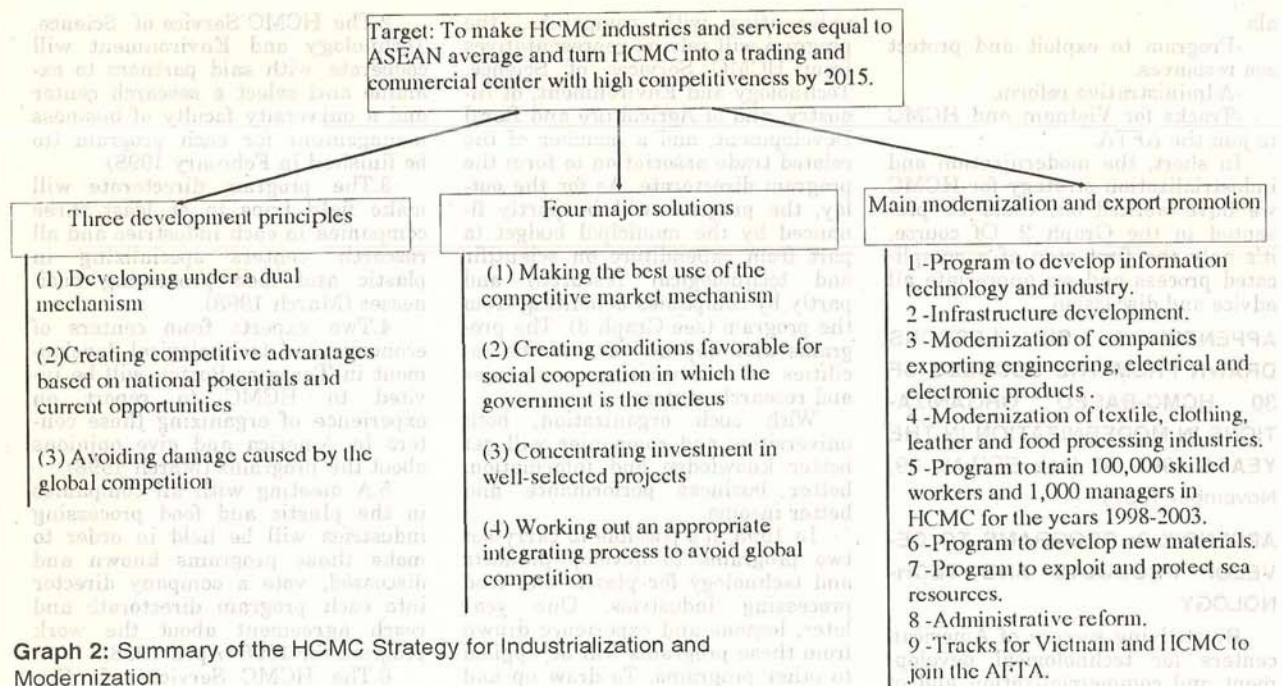 Target: To make HCMC industries and services equal to
ASEAN average and turn HCMC into a trading and
commercial center with high competitiveness by 2015.
Three development principles
(1) Developing under a dual
mechanism
(2)Creating competitive advantages
based on national potentials and
current opportunities
(3) Avoiding damage caused by the
global competition
Four major solutions
(1) Making the best use of the
competitive market mechanism
(2) Creating conditions favorable for
social cooperation in which the
government is the nucleus
(3) Concentrating investment in
well-selected projects
(4) Working out an appropriate
integrating process to avoid global
competition
Main modernization and export promotion
1 -Program to develop information
technology and industry.
2 -Infrastructure development.
3 -Modernization of companies
exporting engineering, electrical and
electronic products.
4 -Modernization of textile, clothing,
leather and food processing industries.
5 -Program to train 100,000 skilled
workers and 1,000 managers in
HCMC for the years 1998-2003.
6 -Program to develop new materials.
7 -Program to exploit and protect sea
resources.
8 -Administrative reform.
9 -Tracks for Vietnam and HCMC to
join the AFTA.
Graph 2: Summary of the HCMC Strategy for Industrialization and
Modernization